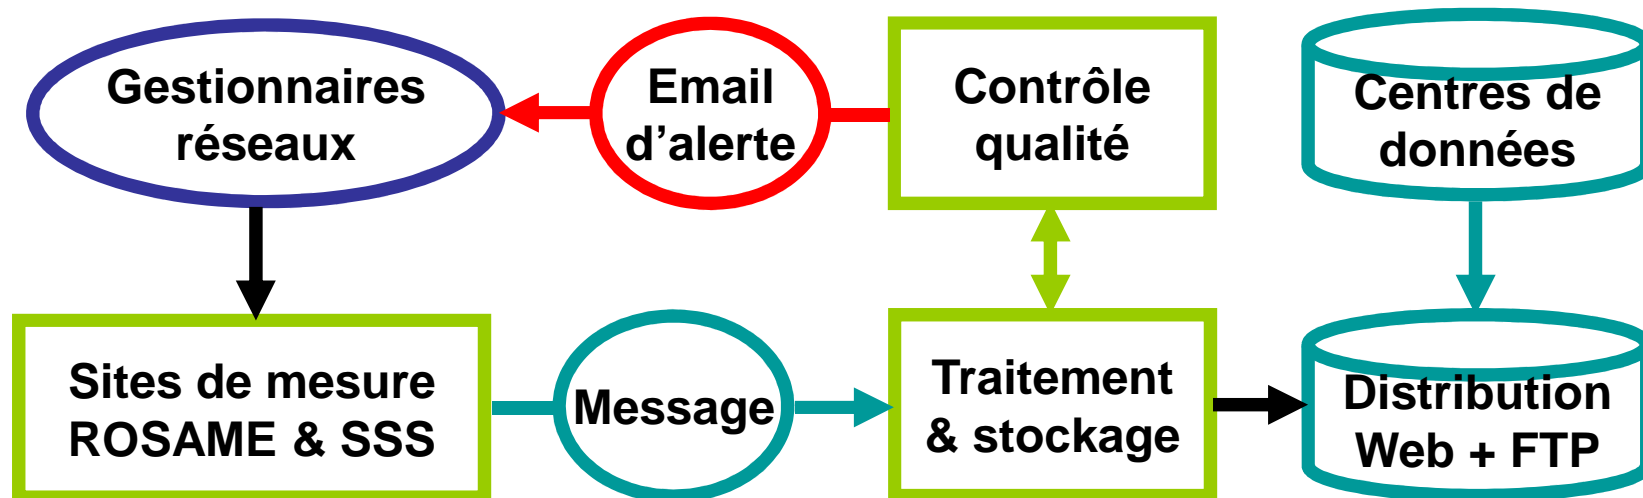 Gestionnaires
réseaux
Email
d’alerte
Contrôle
qualité
Centres de
données
Sites de mesure
ROSAME & SSS
Message
Traitement
& stockage
Distribution
Web + FTP